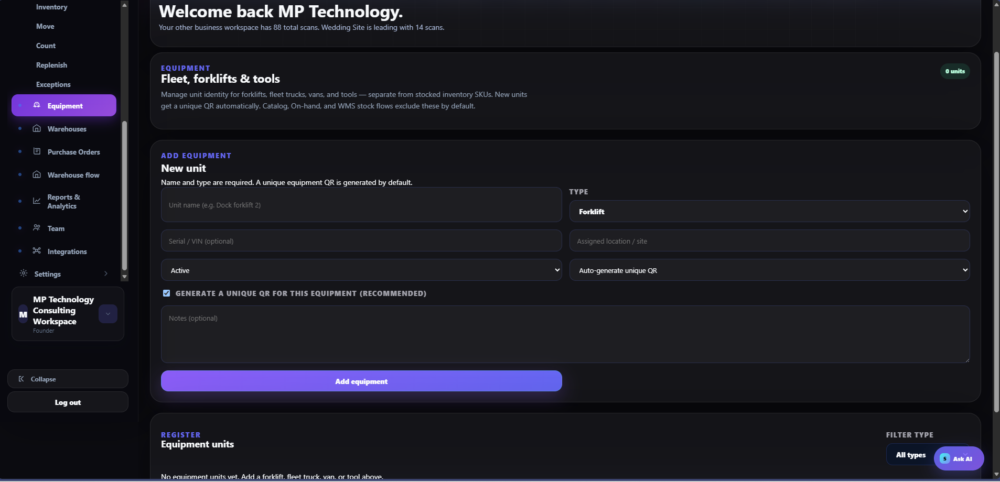 Inventory
Move
Count
Replenish
Exceptions
Equipment
Warehouses
Purchase Orders
Warehouse flow
Reports &
Analytics
Team
Integrations
Settings
M
MP Technology
Consulting
Workspace
Founder
Collapse
Log out
Welcome back MP Technology.
Your other business workspace has 88 total scans. Wedding Site is leading with 14 scans.
EQUIPMENT
Fleet, forklifts & tools
0 units
Manage unit identity for forklifts, fleet trucks, vans, and tools — separate from stocked inventory SKUs. New units
get a unique QR automatically. Catalog, On-hand, and WMS stock flows exclude these by default.
ADD EQUIPMENT
New unit
Name and type are required. A unique equipment QR is generated by default.
Unit name (e.g. Dock forklift 2)
TYPE
Forklift
Serial / VIN (optional)
Assigned location / site
Active
Auto-generate unique QR
GENERATE A UNIQUE QR FOR THIS EQUIPMENT (RECOMMENDED)
Notes (optional)
Add equipment
REGISTER
Equipment units
FILTER TYPE
All types
S Ask AI
No equipment units yet. Add a forklift, fleet truck, van, or tool above.